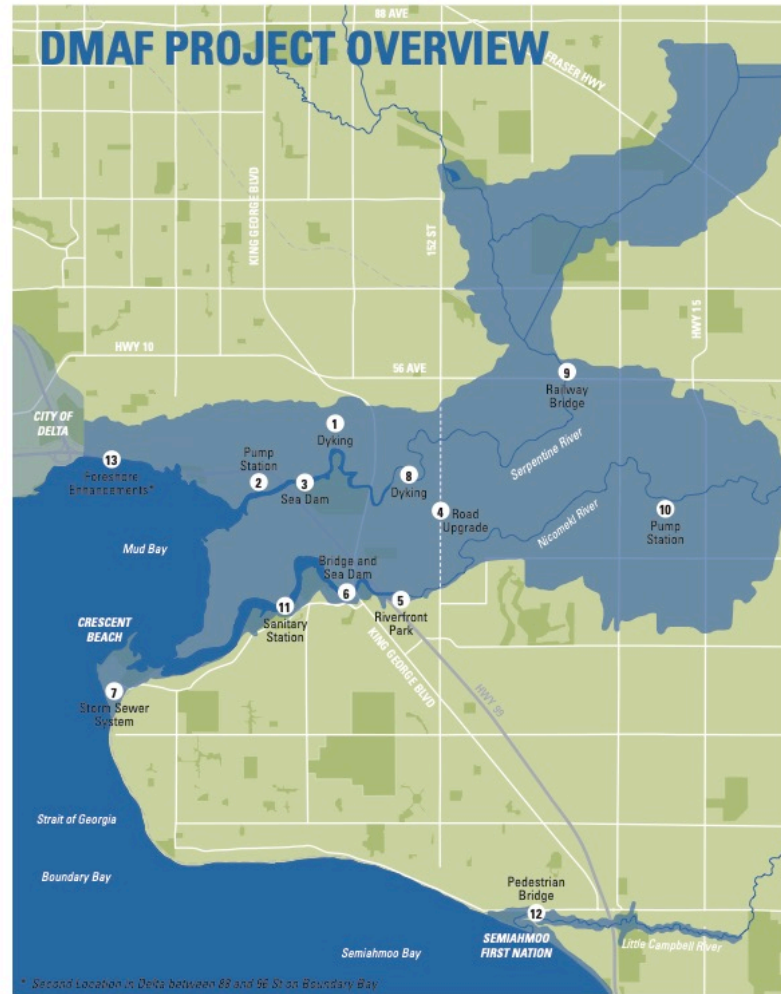 88 AVE
DMAF PROJECT OVERVIEW
FRASER HWY
KING GEORGE BLVD
152 ST
HWY 15
HWY 10
56 AVE
9
Railway
Bridge
CITY OF
DELTA
1
Dyking
13
Foreshore
Enhancements*
Pump
Station
2
3
Sea Dam
8
Dyking
Serpentine River
4
Road
Upgrade
Nicomekl River
10
Pump
Station
Mud Bay
Bridge and
Sea Dam
6
5
Riverfront
Park
11
Sanitary
Station
CRESCENT
BEACH
KING GEORGE BLVD
HWY 99
7
Storm Sewer
System
Strait of Georgia
Boundary Bay
Pedestrian
Bridge
12
SEMIAHMOO
FIRST NATION
Little Campbell River
Semiahmoo Bay
* Second Location in Delta between 88 and 96 St on Boundary Bay